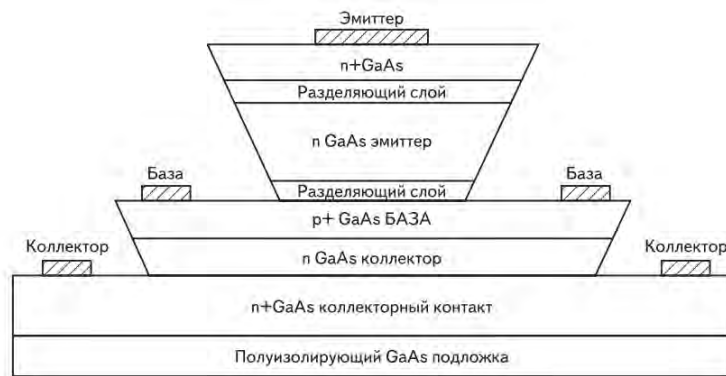 Эмиттер
n+GaAs
Разделяющий слой
n GaAs эмиттер
База
База
Разделяющий слой
p+ GaAs БАЗА
Коллектор
Коллектор
n GaAs коллектор
n+GaAs коллекторный контакт
Полуизолирующий GaAs подложка